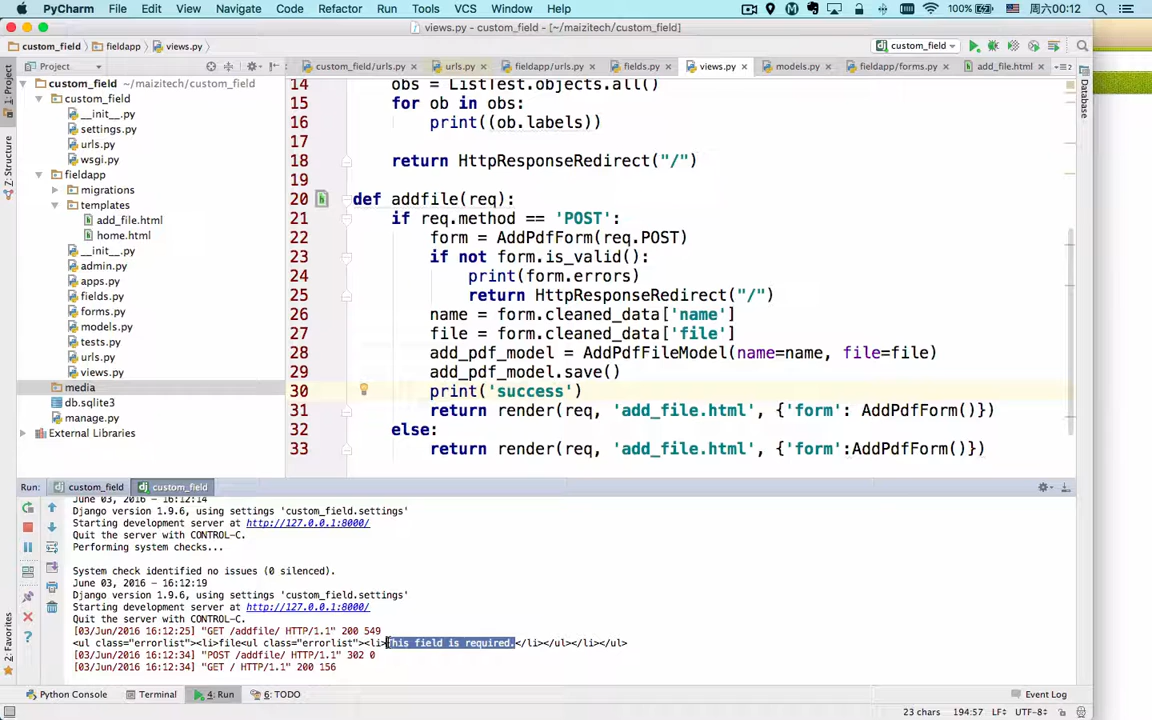 PyCharm File Edit View Navigate Code Refactor Run Tools VCS Window Help 100% 周六00:12
views.py - custom_field - [~/maizitech/custom_field]
custom_field fieldapp views.py custom_field
Project custom_field/urls.py urls.py fieldapp/urls.py fields.py views.py models.py fieldapp/forms.py add_file.html
1: Project
Z: Structure
2: Favorites
Database
custom_field ~/maizitech/custom_field
custom_field
__init__.py
settings.py
urls.py
wsgi.py
fieldapp
migrations
templates
add_file.html
home.html
__init__.py
admin.py
apps.py
fields.py
forms.py
models.py
tests.py
urls.py
views.py
media
db.sqlite3
manage.py
External Libraries
14 obs = ListTest.objects.all()
15 for ob in obs:
16 print((ob.labels))
17
18 return HttpResponseRedirect("/")
19
20 def addfile(req):
21 if req.method == 'POST':
22 form = AddPdfForm(req.POST)
23 if not form.is_valid():
24 print(form.errors)
25 return HttpResponseRedirect("/")
26 name = form.cleaned_data['name']
27 file = form.cleaned_data['file']
28 add_pdf_model = AddPdfFileModel(name=name, file=file)
29 add_pdf_model.save()
30 print('success')
31 return render(req, 'add_file.html', {'form': AddPdfForm()})
32 else:
33 return render(req, 'add_file.html', {'form':AddPdfForm()})
Run: custom_field custom_field
June 03, 2016 - 16:12:14
Django version 1.9.6, using settings 'custom_field.settings'
Starting development server at http://127.0.0.1:8000/
Quit the server with CONTROL-C.
Performing system checks...
System check identified no issues (0 silenced).
June 03, 2016 - 16:12:19
Django version 1.9.6, using settings 'custom_field.settings'
Starting development server at http://127.0.0.1:8000/
Quit the server with CONTROL-C.
[03/Jun/2016 16:12:25] "GET /addfile/ HTTP/1.1" 200 549
<ul class="errorlist"><li>file<ul class="errorlist"><li>This field is required.</li></ul></li></ul>
[03/Jun/2016 16:12:34] "POST /addfile/ HTTP/1.1" 302 0
[03/Jun/2016 16:12:34] "GET / HTTP/1.1" 200 156
Python Console Terminal 4: Run 6: TODO Event Log
23 chars 194:57 LF UTF-8